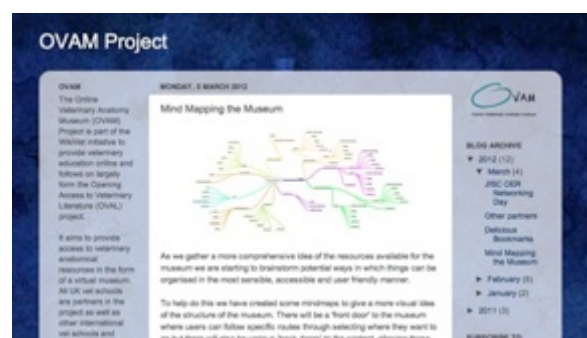 OVAM Project
OVAM
The Online
Veterinary Anatomy
Museum (OVAM)
Project is part of the
WikiVet initiative to
provide veterinary
education online and
follows on largely
form the Opening
Access to Veterinary
Literature (OVAL)
project.
It aims to provide
access to veterinary
anatomical
resources in the form
of a virtual museum.
All UK vet schools
are partners in the
project as well as
other international
vet schools and
MONDAY, 5 MARCH 2012
Mind Mapping the Museum
As we gather a more comprehensive idea of the resources available for the
museum we are starting to brainstorm potential ways in which things can be
organised in the most sensible, accessible and user friendly manner.
To help do this we have created some mindmaps to give a more visual idea
of the structure of the museum. There will be a 'front door' to the museum
where users can follow specific routes through selecting where they want to
OVAM
BLOG ARCHIVE
▼ 2012 (12)
▼ March (4)
JISC OER
Networking
Day
Other partners
Delicious
Bookmarks
Mind Mapping
the Museum
► February (6)
► January (2)
► 2011 (3)
SUBSCRIBE TO